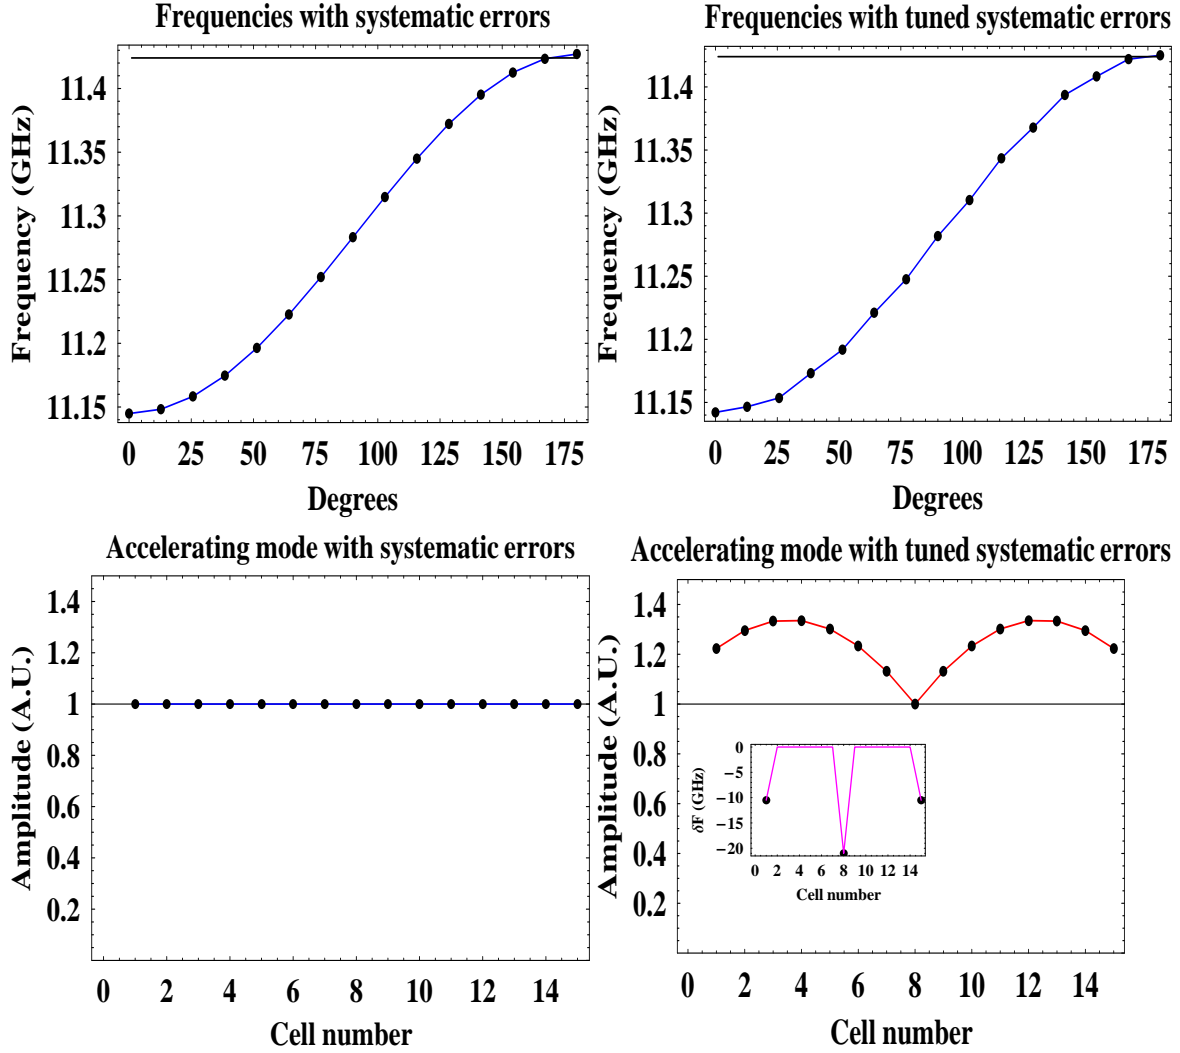 Frequencies with systematic errors
Frequency (GHz)
11.4
11.35
11.3
11.25
11.2
11.15
0 25 50 75 100 125 150 175
Degrees
Frequencies with tuned systematic errors
Frequency (GHz)
11.4
11.35
11.3
11.25
11.2
11.15
0 25 50 75 100 125 150 175
Degrees
Accelerating mode with systematic errors
Amplitude (A.U.)
1.4
1.2
1
0.8
0.6
0.4
0.2
0 2 4 6 8 10 12 14
Cell number
Accelerating mode with tuned systematic errors
Amplitude (A.U.)
1.4
1.2
1
0.8
0.6
0.4
0.2
δF (GHz)
0
−5
−10
−15
−20
0 2 4 6 8 10 12 14
Cell number
0 2 4 6 8 10 12 14
Cell number